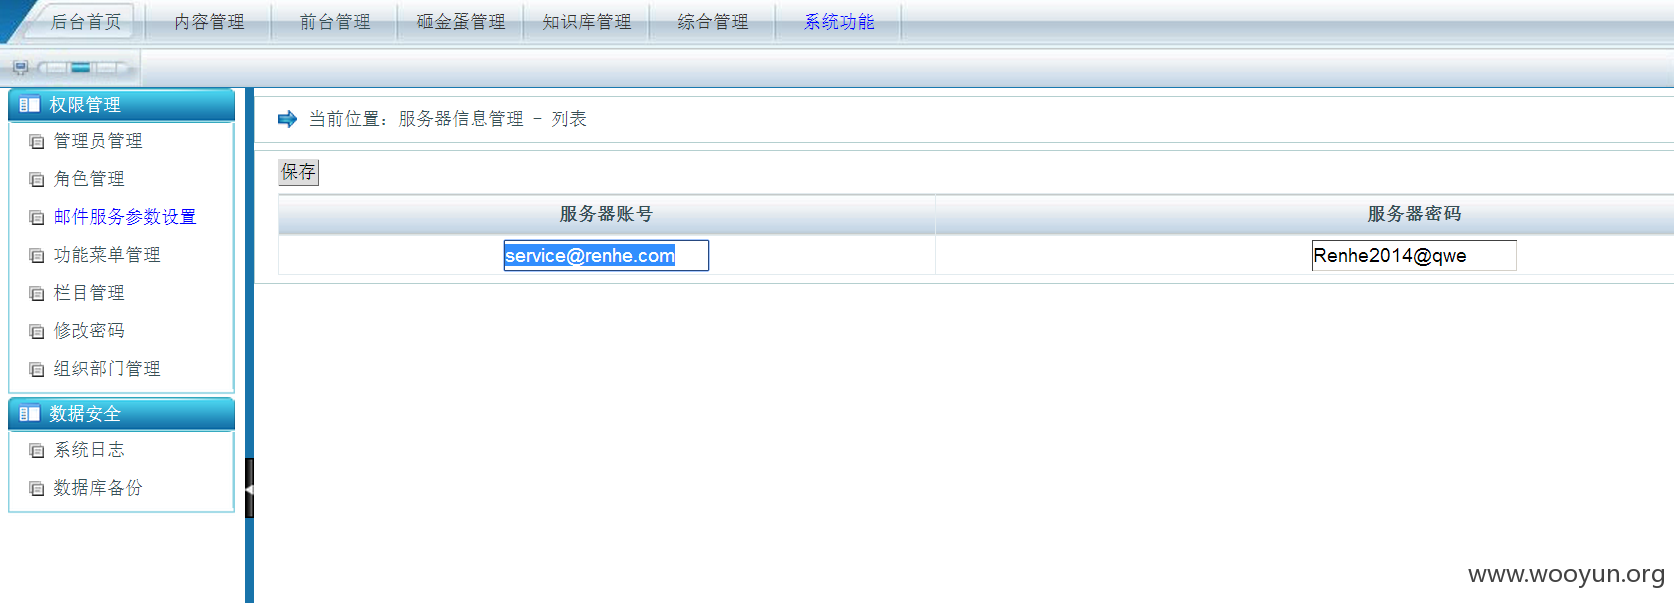 后台首页 内容管理 前台管理 砸金蛋管理 知识库管理 综合管理 系统功能
权限管理
管理员管理
角色管理
邮件服务参数设置
功能菜单管理
栏目管理
修改密码
组织部门管理
数据安全
系统日志
数据库备份
当前位置：服务器信息管理 - 列表
保存
服务器账号 服务器密码
service@renhe.com Renhe2014@qwe
www.wooyun.org